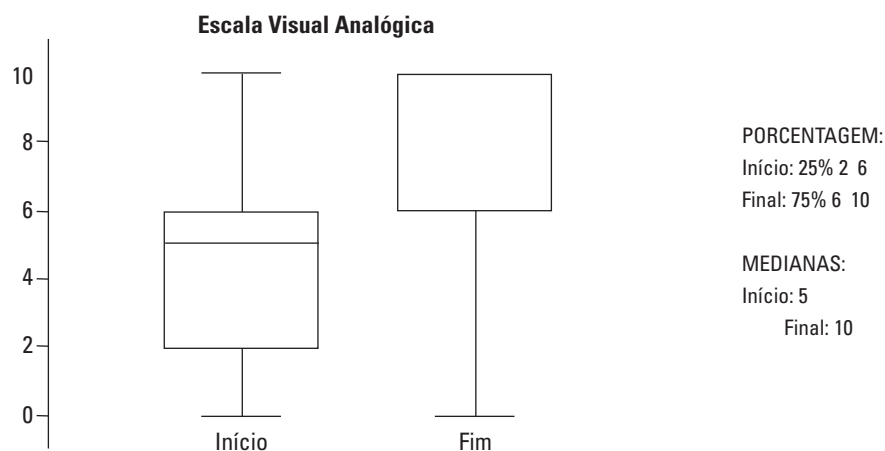 Escala Visual Analógica
10
8
6
4
2
0
Início
Fim
PORCENTAGEM:
Início: 25% 2 6
Final: 75% 6 10
MEDIANAS:
Início: 5
Final: 10